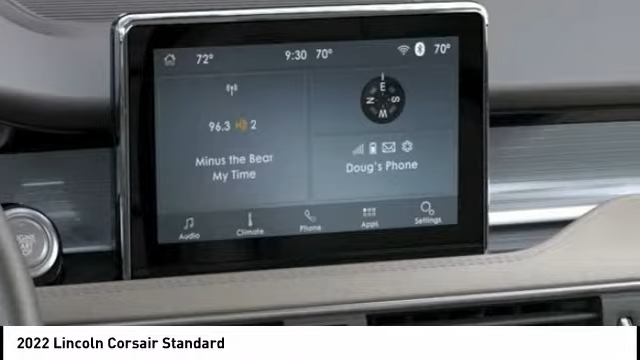 72° 9:30 70° 70°
96.3 2
Minus the Bear
My Time
E
N S
W
Doug's Phone
Audio Climate Phone Apps Settings
2022 Lincoln Corsair Standard